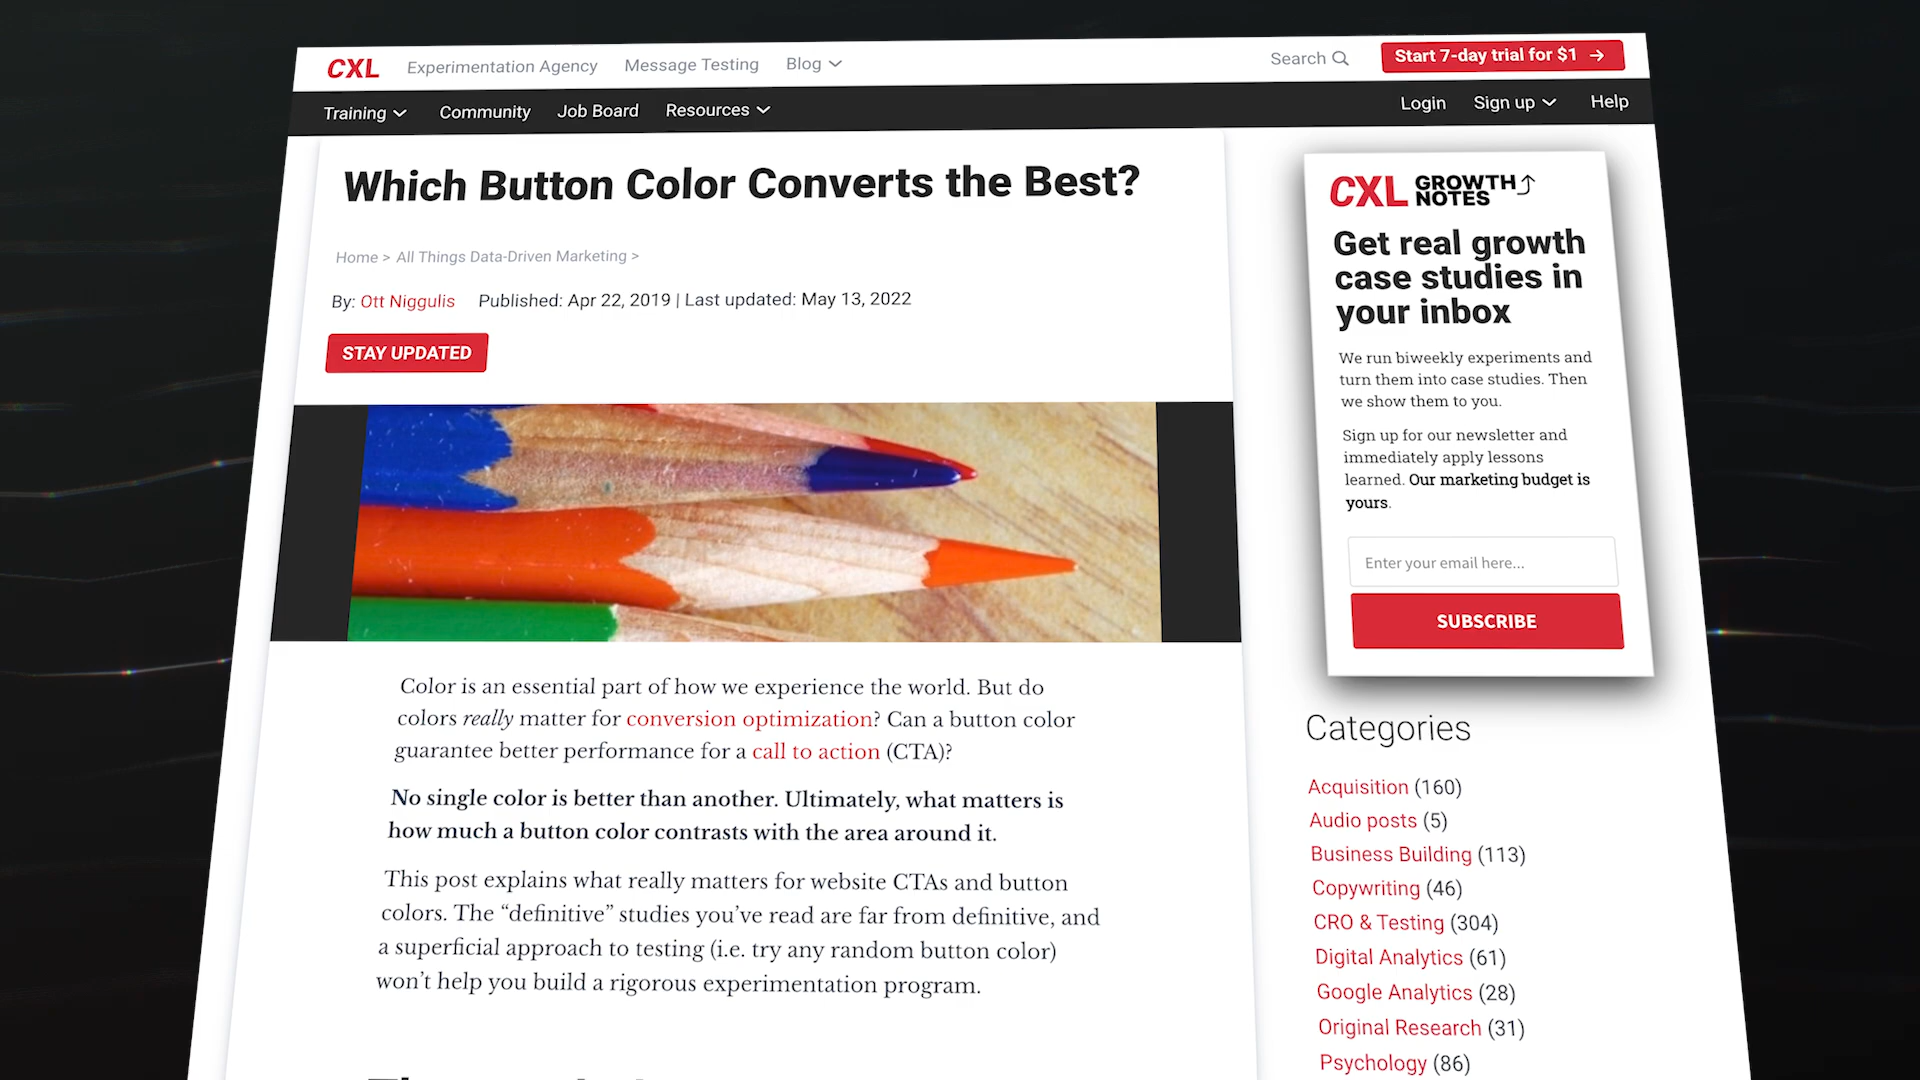 CXL Experimentation Agency Message Testing Blog Search Start 7-day trial for $1 →
Training Community Job Board Resources Login Sign up Help
Which Button Color Converts the Best?
Home > All Things Data-Driven Marketing >
By: Ott Niggulis Published: Apr 22, 2019 | Last updated: May 13, 2022
STAY UPDATED
Color is an essential part of how we experience the world. But do
colors really matter for conversion optimization? Can a button color
guarantee better performance for a call to action (CTA)?
No single color is better than another. Ultimately, what matters is
how much a button color contrasts with the area around it.
This post explains what really matters for website CTAs and button
colors. The “definitive” studies you’ve read are far from definitive, and
a superficial approach to testing (i.e. try any random button color)
won’t help you build a rigorous experimentation program.
CXL GROWTH
NOTES
Get real growth
case studies in
your inbox
We run biweekly experiments and
turn them into case studies. Then
we show them to you.
Sign up for our newsletter and
immediately apply lessons
learned. Our marketing budget is
yours.
Enter your email here...
SUBSCRIBE
Categories
Acquisition (160)
Audio posts (5)
Business Building (113)
Copywriting (46)
CRO & Testing (304)
Digital Analytics (61)
Google Analytics (28)
Original Research (31)
Psychology (86)